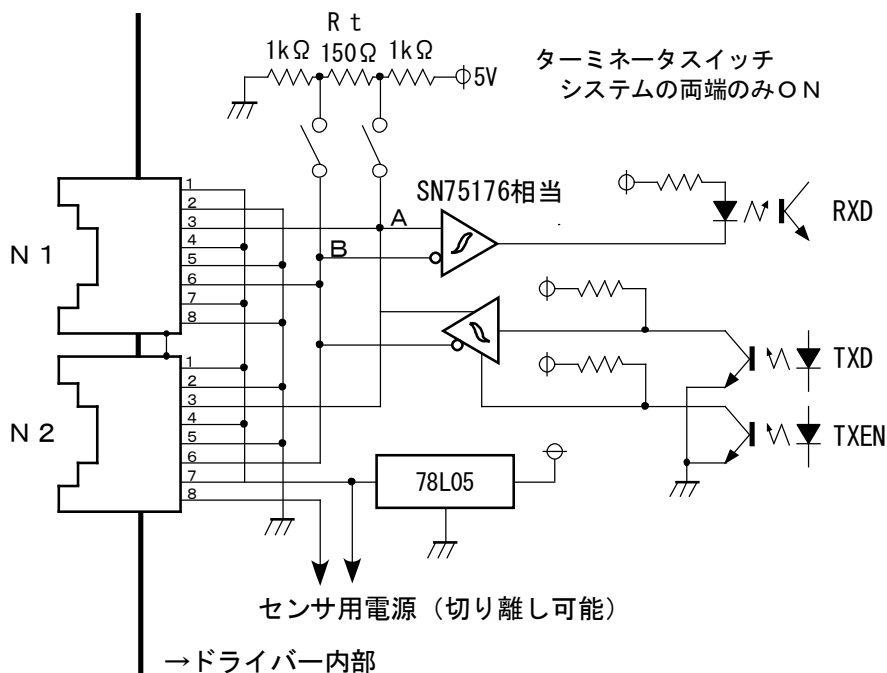 Ｒｔ
1kΩ 150Ω 1kΩ
5V
ターミネータスイッチ
システムの両端のみＯＮ
SN75176相当
RXD
Ａ
Ｂ
Ｎ１
1
2
3
4
5
6
7
8
TXD
TXEN
Ｎ２
1
2
3
4
5
6
7
8
78L05
センサ用電源（切り離し可能）
→ドライバー内部